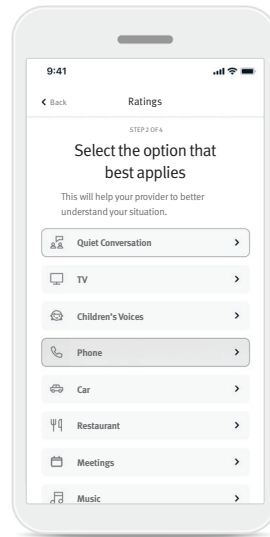 9:41
Back Ratings
STEP 2 OF 4
Select the option that
best applies
This will help your provider to better
understand your situation.
Quiet Conversation
TV
Children's Voices
Phone
Car
Restaurant
Meetings
Music